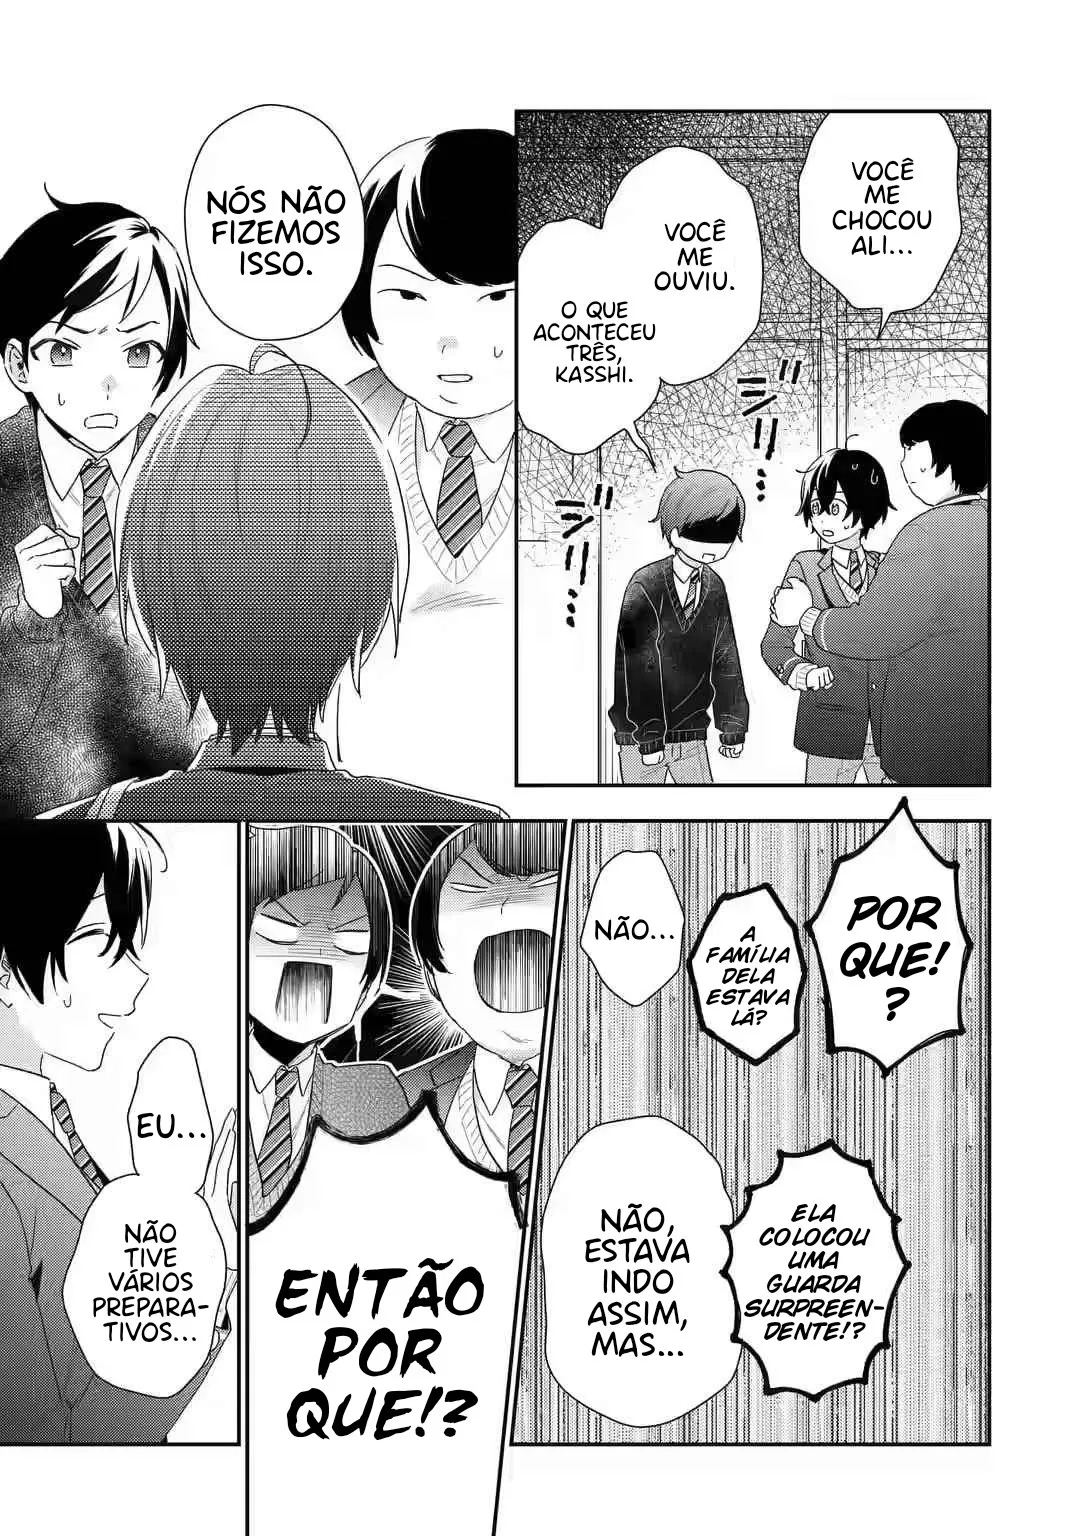 VOCÊ
ME
CHOCOU
ALI...
VOCÊ
ME
OUVIU.
O QUE
ACONTECEU
TRÊS,
KASSHI.
NÓS NÃO
FIZEMOS
ISSO.
POR
QUE!
?
A
FAMÍLIA
DELA
ESTAVA
LÁ?
NÃO...
ELA
COLOCOU
UMA
GUARDA
SURPREEN-
DENTE!?
NÃO,
ESTAVA
INDO
ASSIM,
MAS...
ENTÃO
POR
QUE!?
EU...
NÃO
TIVE
VÁRIOS
PREPARA-
TIVOS...